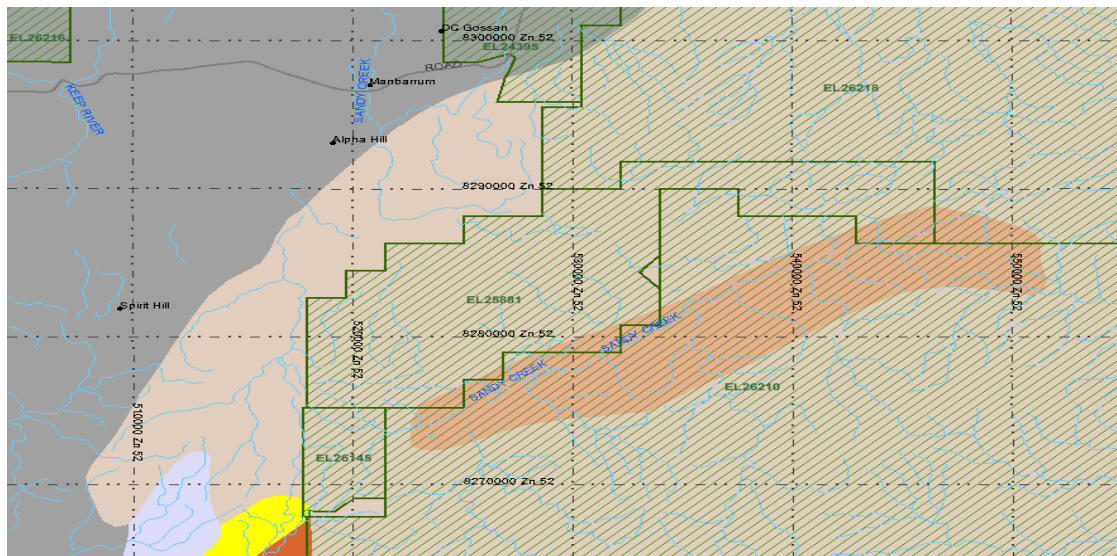 DC Gossan
EL26216
8300000 Zn 52
EL24395
ROAD
Manbarrum
SANDY CREEK
KEEP RIVER
EL26218
Alpha Hill
8290000 Zn 52
Spirit Hill
EL25881
510000 Zn 52
520000 Zn 52
530000 Zn 52
540000 Zn 52
550000 Zn 52
8280000 Zn 52
SANDY CREEK
SANDY CREEK
EL26210
EL26145
8270000 Zn 52